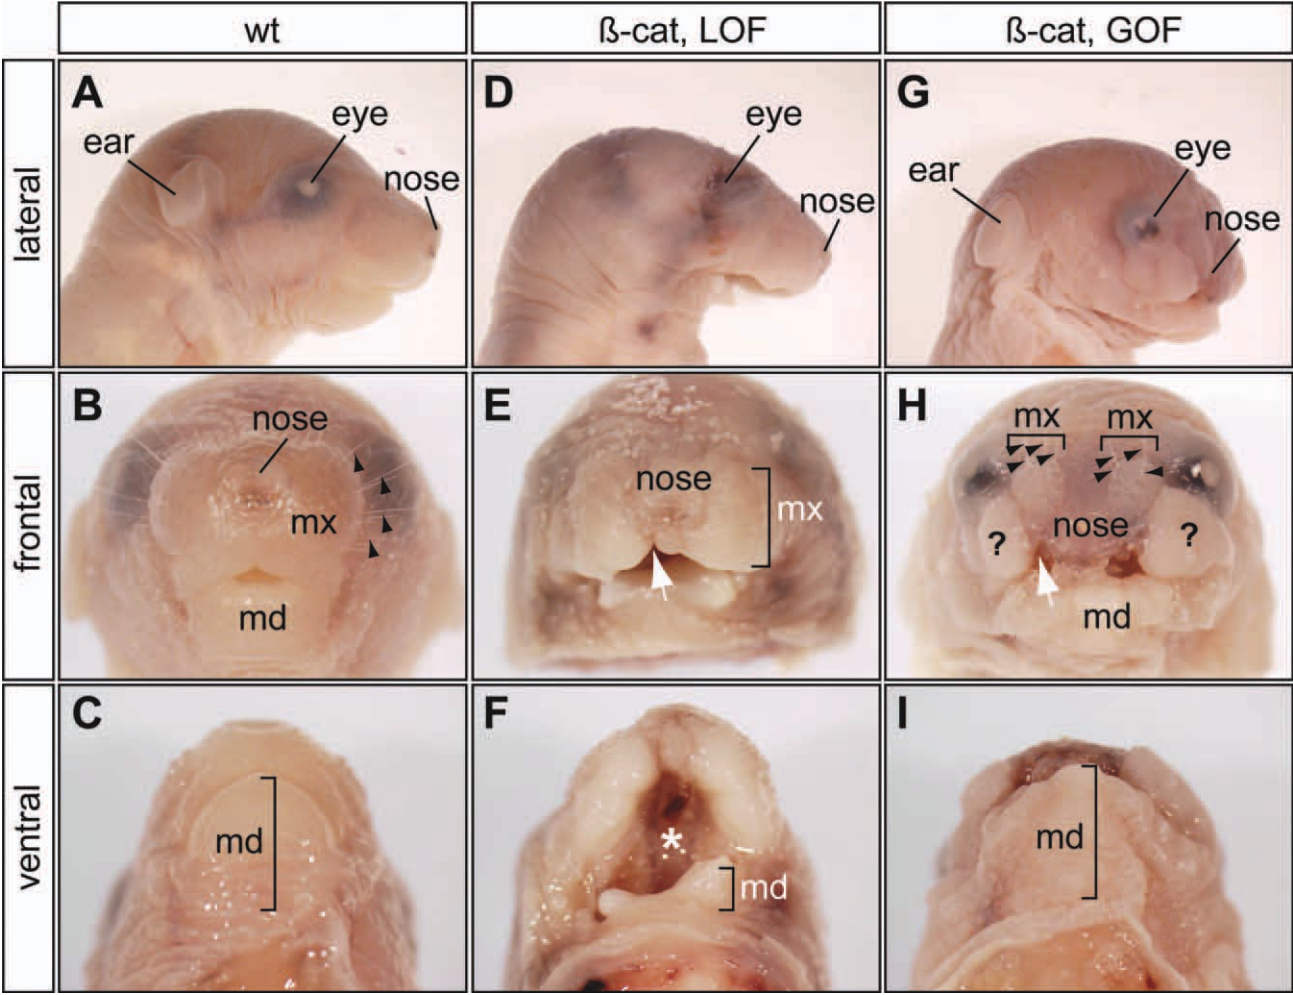 wt
ß-cat, LOF
ß-cat, GOF
lateral
A
ear
eye
nose
D
eye
nose
G
ear
eye
nose
frontal
B
nose
mx
md
E
nose
mx
H
mx
mx
nose
?
?
md
ventral
C
md
F
*
md
I
md